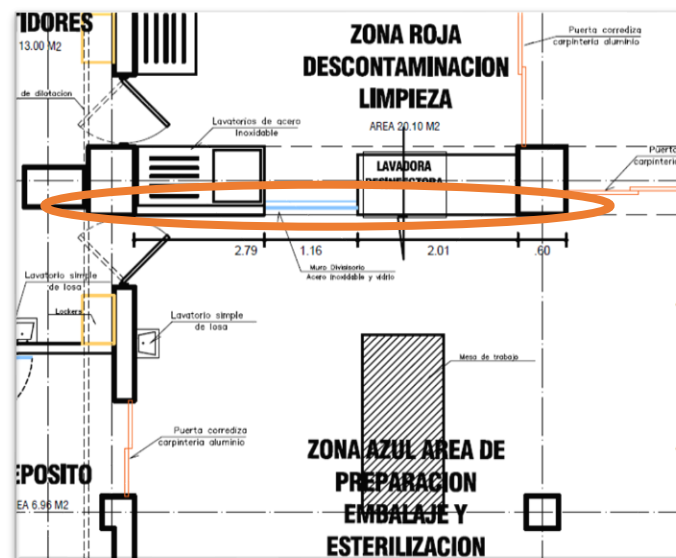 TIDORES
13.00 M2
de dilatacion
ZONA ROJA
DESCONTAMINACION
LIMPIEZA
AREA 20.10 M2
Puerta corrediza
carpinteria aluminio
Lavatorios de acero
Inoxidable
LAVADORA
DESINFECTORA
Puerta
carpinteria
2.79
1.16
2.01
.60
Muro Divisiorio
Acero inoxidable y vidrio
Lavatorio simple
de losa
Lockers
Lavatorio simple
de losa
Mesa de trabajo
Puerta corrediza
carpinteria aluminio
EPOSITO
EA 6.96 M2
ZONA AZUL AREA DE
PREPARACION
EMBALAJE Y
ESTERILIZACION